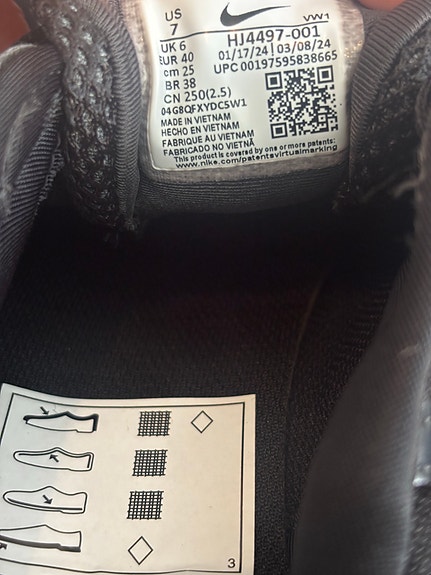 US
7
UK 6
EUR 40
cm 25
BR 38
CN 250(2.5)
VW1
HJ4497-001
01/17/24 | 03/08/24
UPC 00197595838665
04G8QFXYDCSW1
MADE IN VIETNAM
HECHO EN VIETNAM
FABRIQUE AU VIETNAM
FABRICADO NO VIETNÃ
This product is covered by one or more patents:
www.nike.com/patentsvirtualmarking
3